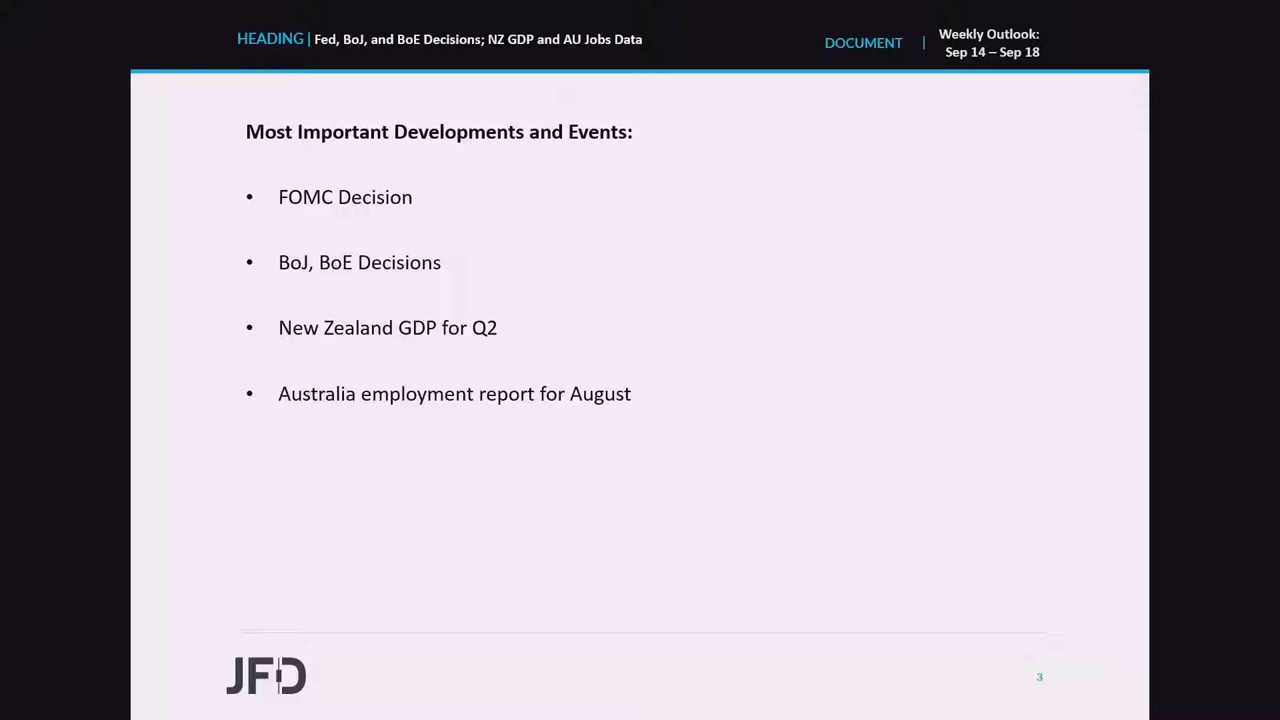 HEADING | Fed, BoJ, and BoE Decisions; NZ GDP and AU Jobs Data
DOCUMENT | Weekly Outlook:
Sep 14 – Sep 18
Most Important Developments and Events:
• FOMC Decision
• BoJ, BoE Decisions
• New Zealand GDP for Q2
• Australia employment report for August
JFD
3